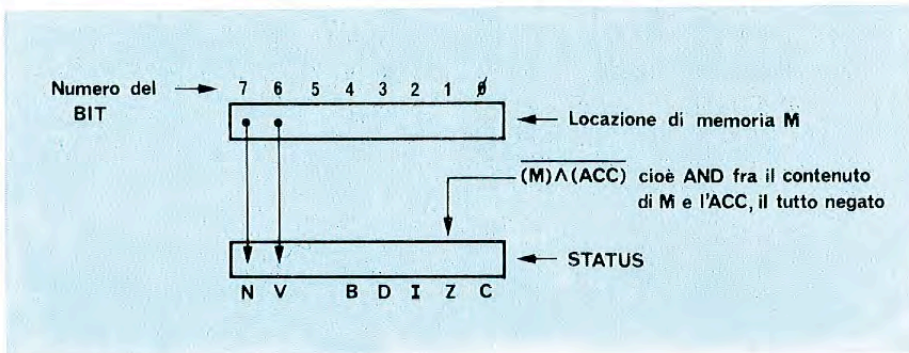 Numero del
BIT
7 6 5 4 3 2 1 0
Locazione di memoria M
(M)Λ(ACC) cioè AND fra il contenuto
di M e l'ACC, il tutto negato
STATUS
N V B D I Z C